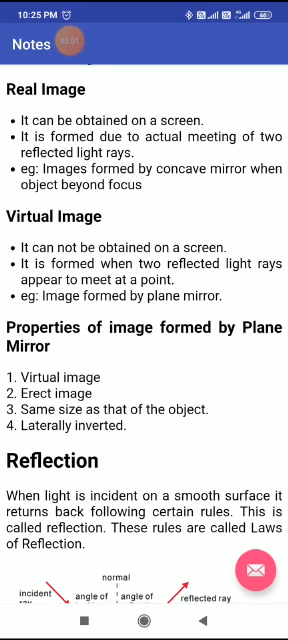 10:25 PM
Notes
03:01
Real Image
• It can be obtained on a screen.
• It is formed due to actual meeting of two
reflected light rays.
• eg: Images formed by concave mirror when
object beyond focus
Virtual Image
• It can not be obtained on a screen.
• It is formed when two reflected light rays
appear to meet at a point.
• eg: Image formed by plane mirror.
Properties of image formed by Plane
Mirror
1. Virtual image
2. Erect image
3. Same size as that of the object.
4. Laterally inverted.
Reflection
When light is incident on a smooth surface it
returns back following certain rules. This is
called reflection. These rules are called Laws
of Reflection.
normal
incident
ray
angle of
angle of
reflected ray